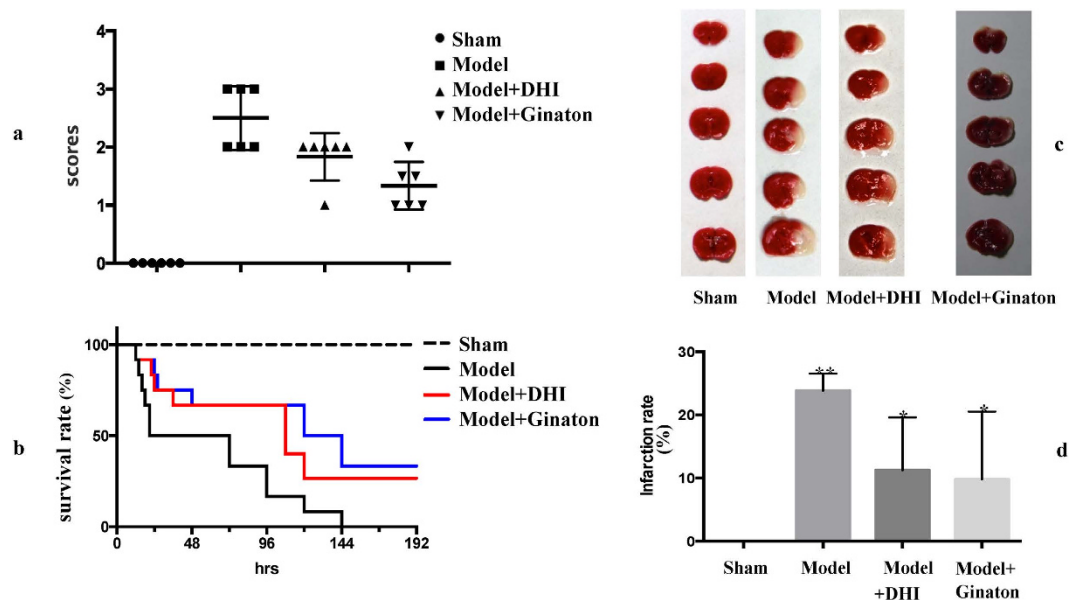 a
scores
4
3
2
1
0
Sham
Model
Model+DHI
Model+Ginaton
c
Sham
Model
Model+DHI
Model+Ginaton
b
survival rate (%)
100
50
0
0
48
96
144
192
hrs
Sham
Model
Model+DHI
Model+Ginaton
d
Infarction rate
(%)
30
20
10
0
**
*
*
Sham
Model
Model
+DHI
Model+
Ginaton